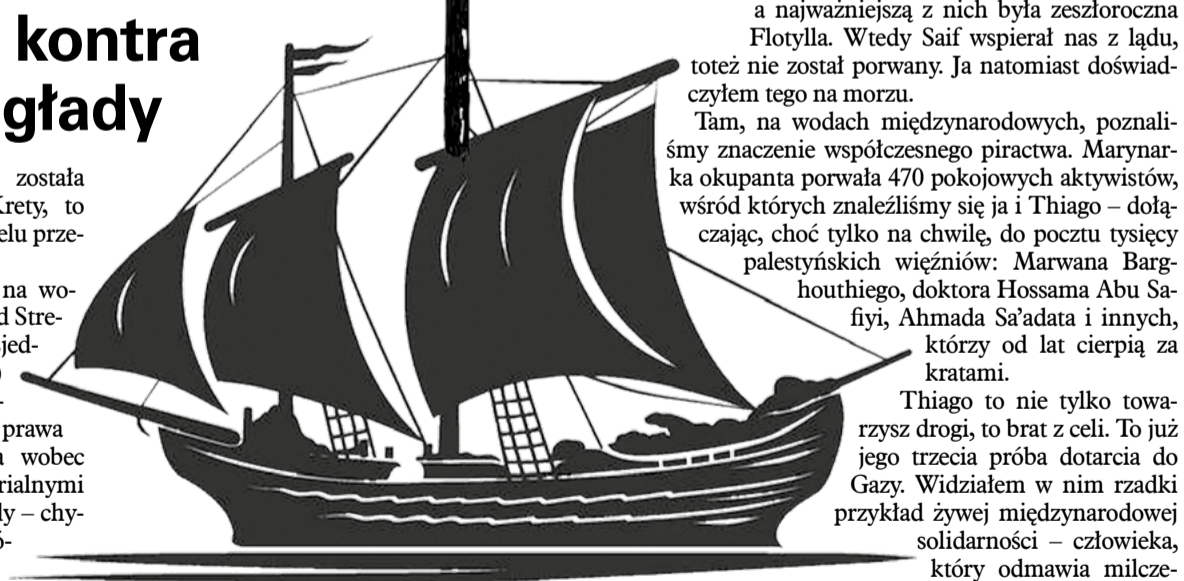 kontra
głady
została
Krety, to
elu prze-
na wo-
d Stre-
jed-
prawa
a wobec
rialnymi
ly – chy-
ó-
a najważniejszą z nich była zeszłoroczna
Flotylla. Wtedy Saif wspierał nas z lądu,
toteż nie został porwany. Ja natomiast doświad-
czyłem tego na morzu.
Tam, na wodach międzynarodowych, poznali-
śmy znaczenie współczesnego piractwa. Marynar-
ka okupanta porwała 470 pokojowych aktywistów,
wśród których znaleźliśmy się ja i Thiago – dołą-
czając, choć tylko na chwilę, do pocztu tysięcy
palestyńskich więźniów: Marwana Barg-
houthiego, doktora Hossama Abu Sa-
fiyi, Ahmada Sa'adata i innych,
którzy od lat cierpią za
kratami.
Thiago to nie tylko towa-
rzysz drogi, to brat z celi. To już
jego trzecia próba dotarcia do
Gazy. Widziałem w nim rzadki
przykład żywej międzynarodowej
solidarności – człowieka,
który odmawia milcze-